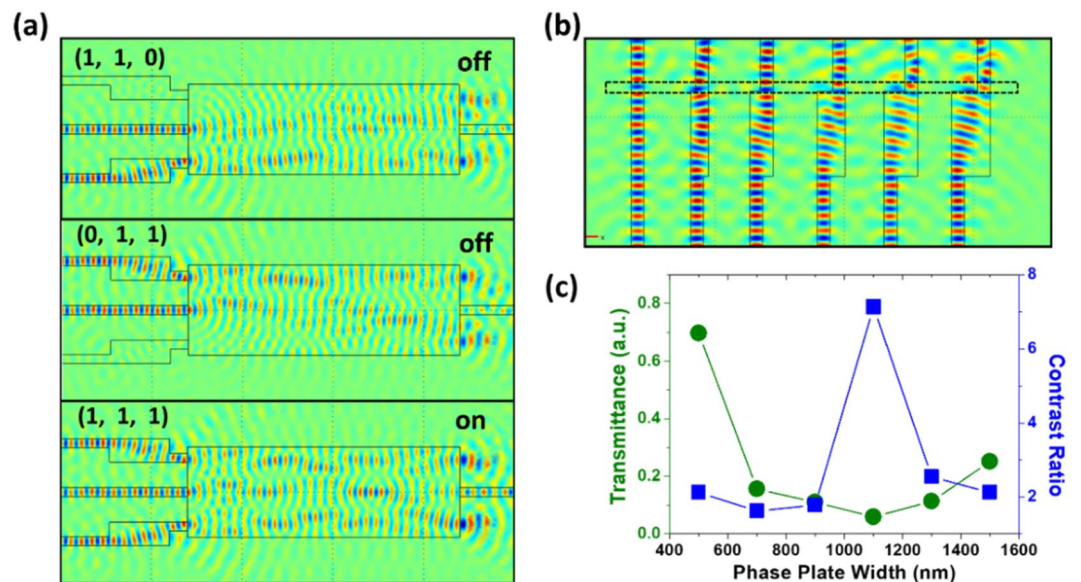 (a)
(1, 1, 0)
off
(0, 1, 1)
off
(1, 1, 1)
on
(b)
x
(c)
Transmittance (a.u.)
0.8
0.6
0.4
0.2
0.0
400 600 800 1000 1200 1400 1600
Phase Plate Width (nm)
8
6
4
2
Contrast Ratio